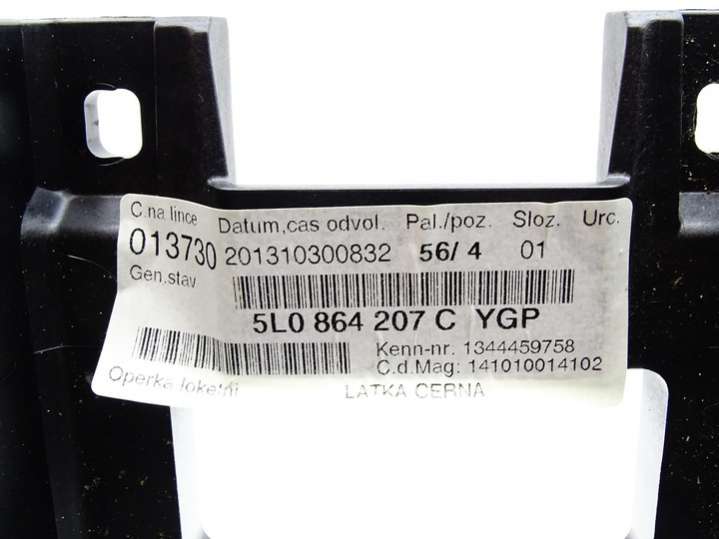 C.na lince Datum,cas odvol. Pal./poz. Sloz. Urc.
013730 201310300832 56/ 4 01
Gen.stav
5L0 864 207 C YGP
Kenn-nr. 1344459758
C.d.Mag: 141010014102
Operka loketni LATKA CERNA